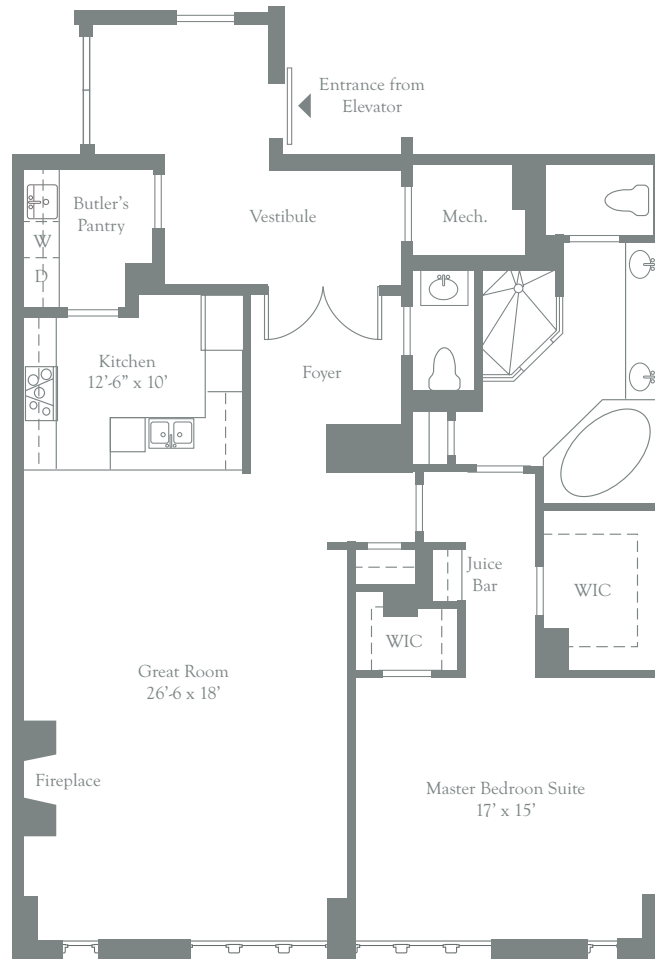 Entrance from
Elevator
Butler's
Pantry
Vestibule
Mech.
W
D
Kitchen
12'-6" x 10'
Foyer
Juice
Bar
WIC
WIC
Great Room
26'-6 x 18'
Fireplace
Master Bedroon Suite
17' x 15'